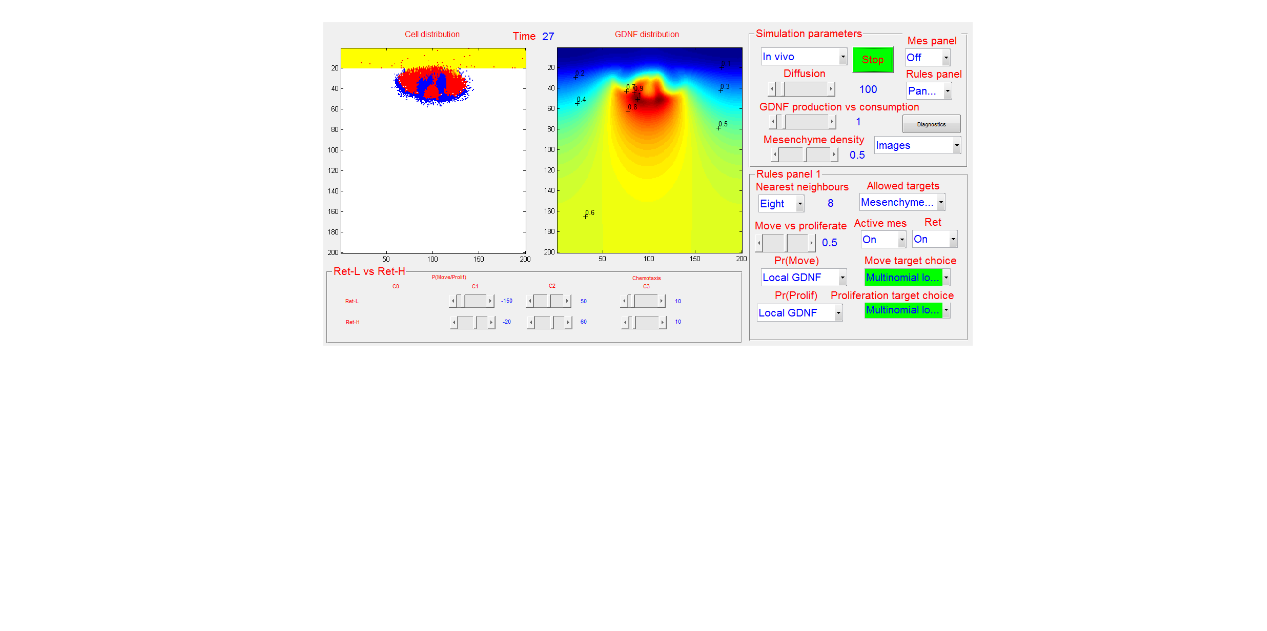 Cell distribution
Time 27
GDNF distribution
20
40
60
80
100
120
140
160
180
200
50
100
150
200
20
40
60
80
100
120
140
160
180
200
50
100
150
200
0.2
0.4
0.3
0.5
0.6
0.9
0.8
Simulation parameters
Mes panel
In vivo
Stop
Off
Diffusion
Rules panel
100
Pan...
GDNF production vs consumption
1
Diagnostics
Mesenchyme density
Images
0.5
Rules panel 1
Nearest neighbours
Allowed targets
Eight
8
Mesenchyme...
Move vs proliferate
Active mes
Ret
0.5
On
On
Pr(Move)
Move target choice
Local GDNF
Multinomial lo...
Pr(Prolif)
Proliferation target choice
Local GDNF
Multinomial lo...
Ret-L vs Ret-H
P(Move/Prolif)
Chemotaxis
C0
C1
C2
C3
Ret-L
-150
50
10
Ret-H
-20
60
10